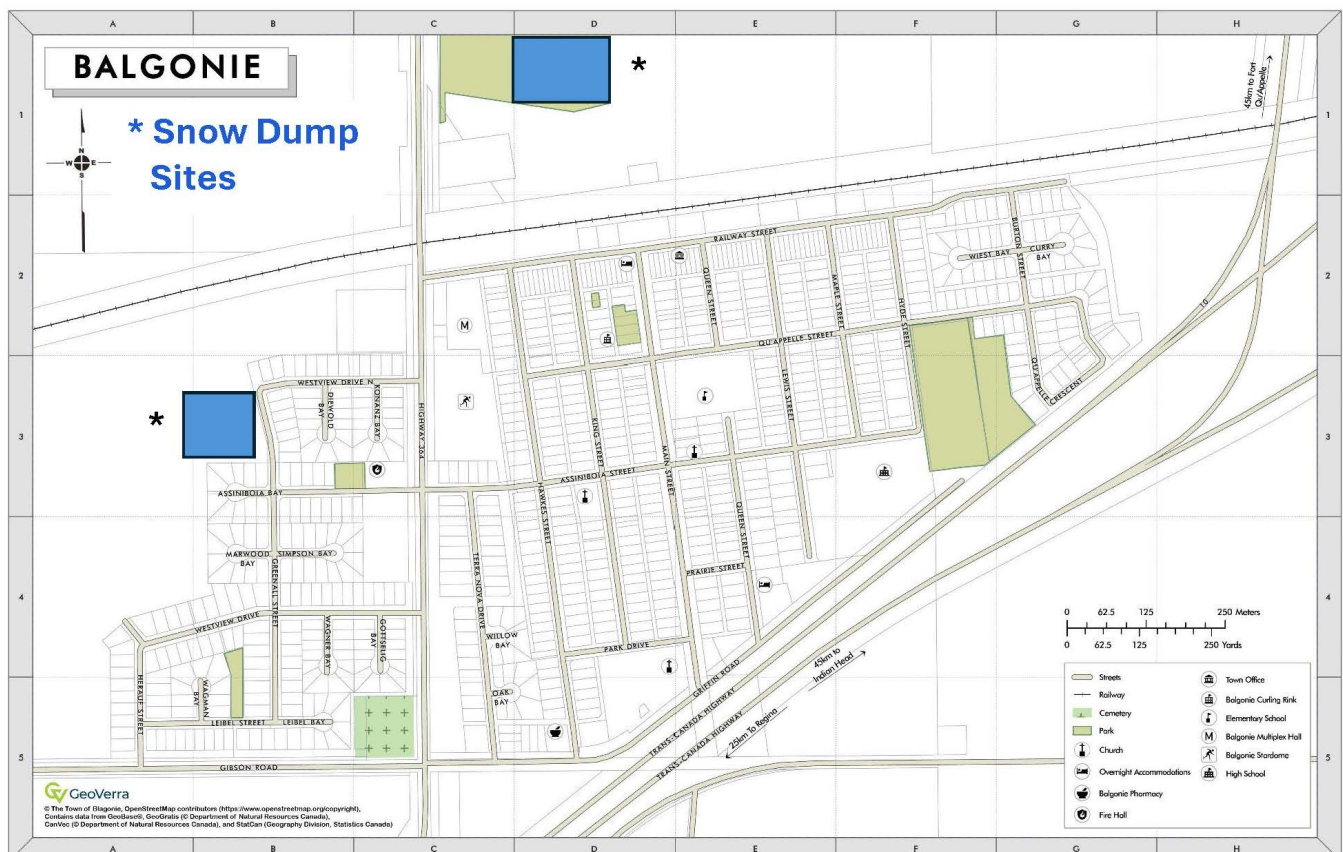 A B C D E F G H
BALGONIE
* Snow Dump
Sites
*
*
N
W E
S
1
1
2
2
3
3
4
4
5
5
45km to Fort
Qu'Appelle
RAILWAY STREET
BURTON STREET
WIEST BAY
CURRY
BAY
QUEEN STREET
MAPLE STREET
HYDE STREET
10
M
QU'APPELLE STREET
QU'APPELLE
CRESCENT
LEWIS STREET
WESTVIEW DRIVE N
DIEWOLD
BAY
KONANZ BAY
HIGHWAY 364
KING STREET
MAIN STREET
ASSINIBOIA STREET
ASSINIBOIA BAY
HAWKES STREET
QUEEN STREET
MARWOOD
BAY
SIMPSON BAY
GREENALL STREET
TERRA NOVA DRIVE
PRAIRIE STREET
WESTVIEW DRIVE
WAGNER BAY
GOTTSELIG
BAY
WILLOW
BAY
PARK DRIVE
GRIFFIN ROAD
45km to
Indian Head
HERAUF STREET
WAGMAN
BAY
OAK
BAY
LEIBEL STREET
LEIBEL BAY
TRANS-CANADA HIGHWAY
TRANS-CANADA HIGHWAY
25km To Regina
GIBSON ROAD
0 62.5 125 250 Meters
0 62.5 125 250 Yards
Streets
Railway
Cemetery
Park
Church
Overnight Accommodations
Balgonie Pharmacy
Fire Hall
Town Office
Balgonie Curling Rink
Elementary School
M
Balgonie Multiplex Hall
Balgonie Stardome
High School
GeoVerra
© The Town of Blagonie, OpenStreetMap contributors (https://www.openstreetmap.org/copyright),
Contains data from GeoBase®, GeoGratis (© Department of Natural Resources Canada),
CanVec (© Department of Natural Resources Canada), and StatCan (Geography Division, Statistics Canada)
A B C D E F G H